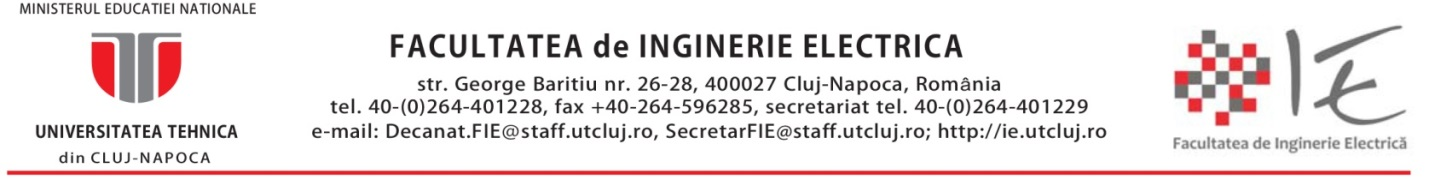 MINISTERUL EDUCATIEI NATIONALE
UNIVERSITATEA TEHNICA
din CLUJ-NAPOCA
FACULTATEA de INGINERIE ELECTRICA
str. George Baritiu nr. 26-28, 400027 Cluj-Napoca, România
tel. 40-(0)264-401228, fax +40-264-596285, secretariat tel. 40-(0)264-401229
e-mail: Decanat.FIE@staff.utcluj.ro, SecretarFIE@staff.utcluj.ro; http://ie.utcluj.ro
IE
Facultatea de Inginerie Electrică